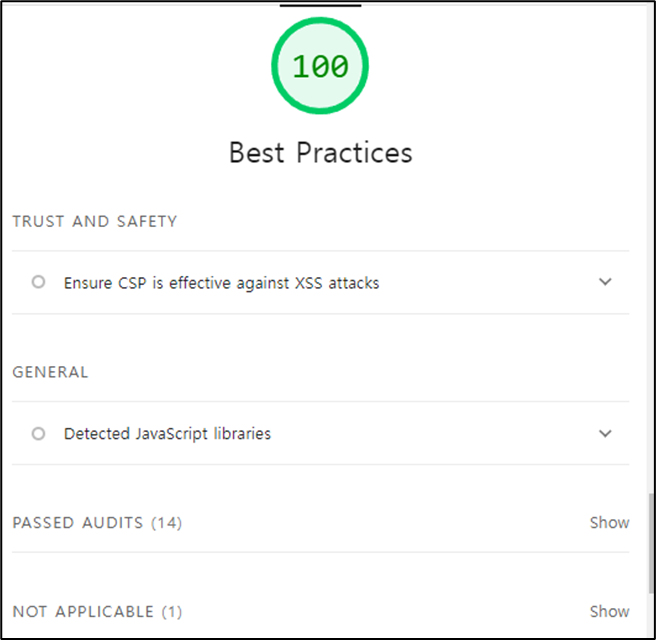 100
Best Practices
TRUST AND SAFETY
Ensure CSP is effective against XSS attacks
GENERAL
Detected JavaScript libraries
PASSED AUDITS (14) Show
NOT APPLICABLE (1) Show